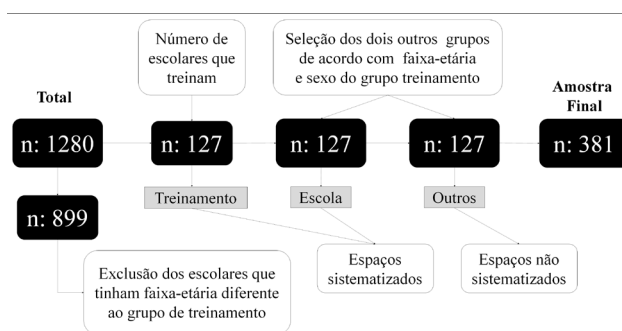 Número de
escolares que
treinam
Seleção dos dois outros grupos
de acordo com faixa-etária
e sexo do grupo treinamento
Total
Amostra
Final
n: 1280
n: 127
n: 127
n: 127
n: 381
Treinamento
Escola
Outros
n: 899
Espaços
sistematizados
Espaços não
sistematizados
Exclusão dos escolares que
tinham faixa-etária diferente
ao grupo de treinamento